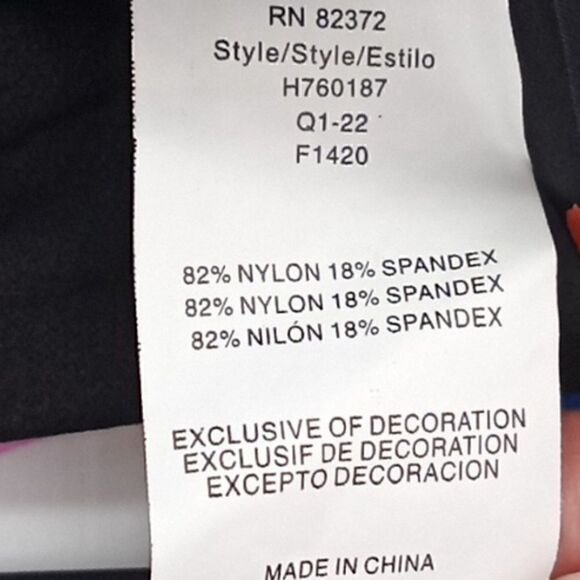 RN 82372
Style/Style/Estilo
H760187
Q1-22
F1420
82% NYLON 18% SPANDEX
82% NYLON 18% SPANDEX
82% NILÓN 18% SPANDEX
EXCLUSIVE OF DECORATION
EXCLUSIF DE DECORATION
EXCEPTO DECORACION
MADE IN CHINA